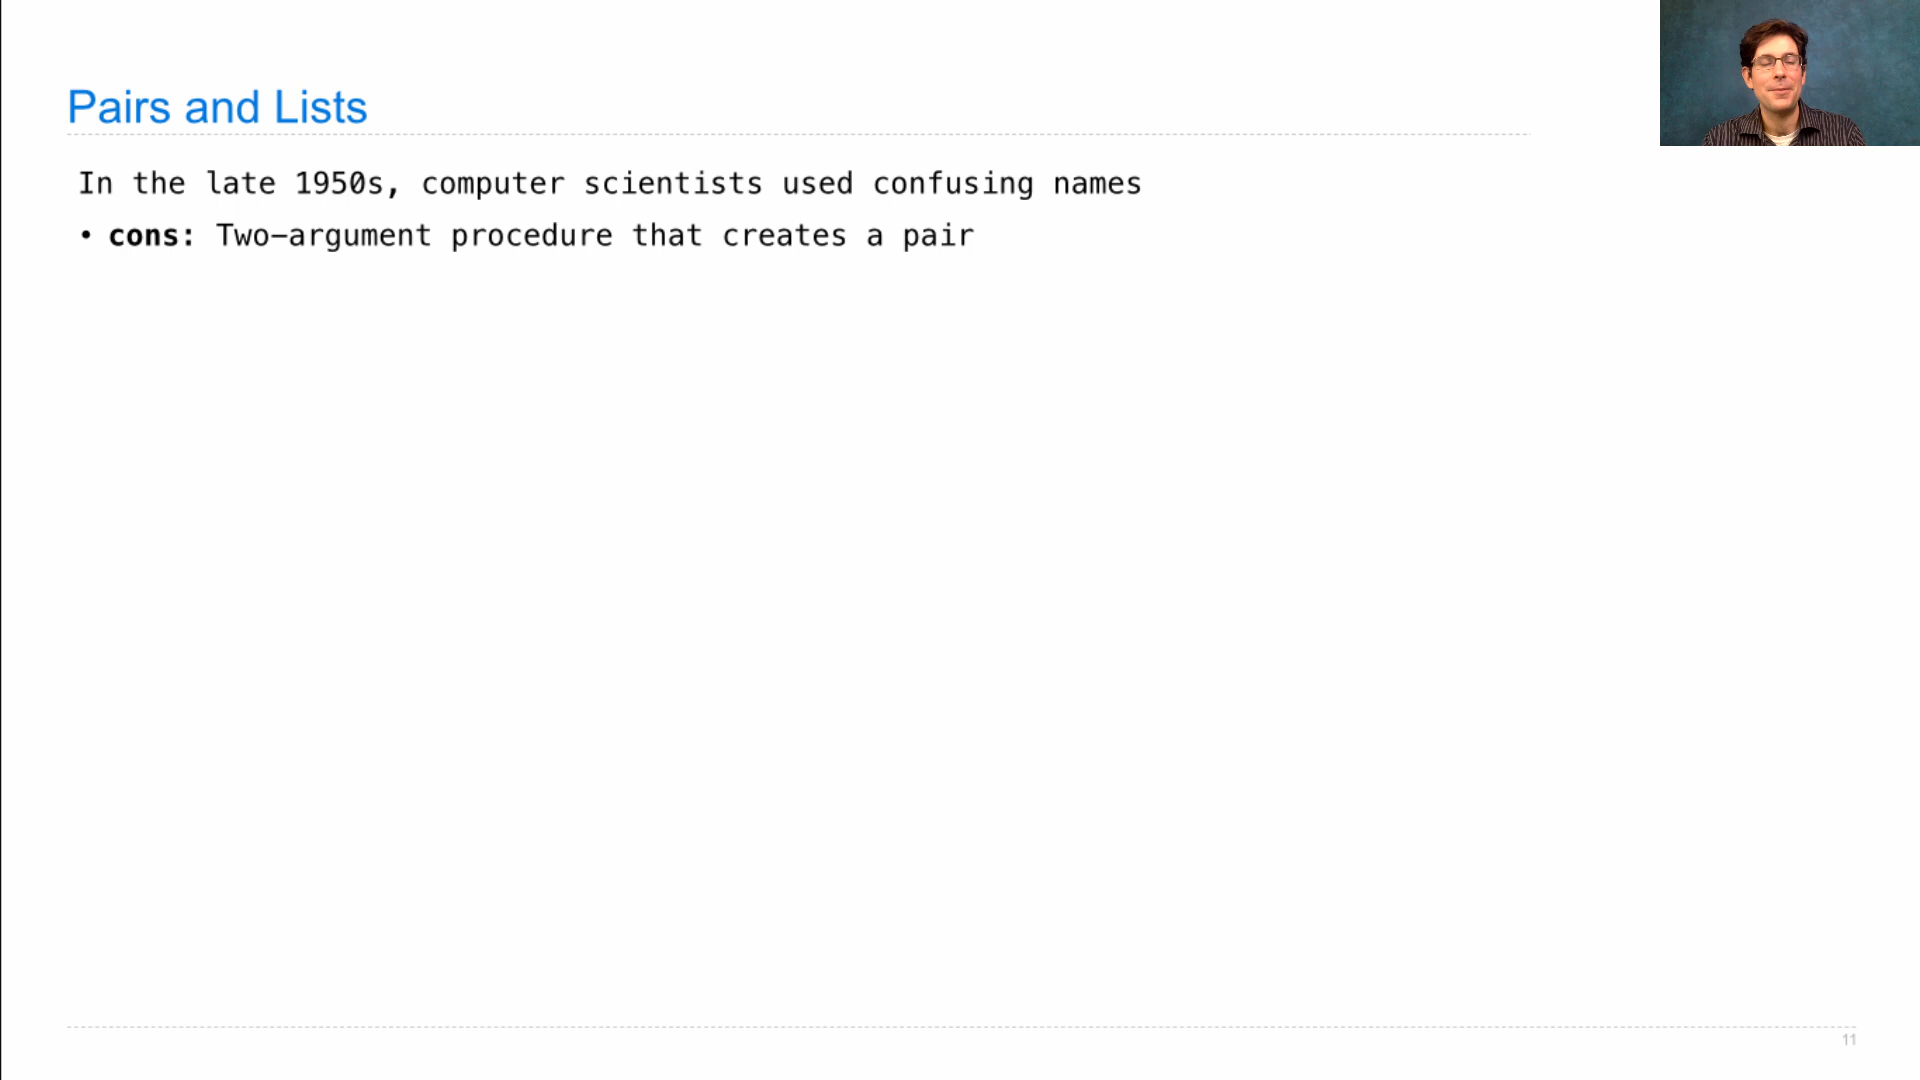 Pairs and Lists
In the late 1950s, computer scientists used confusing names
• cons: Two-argument procedure that creates a pair
11